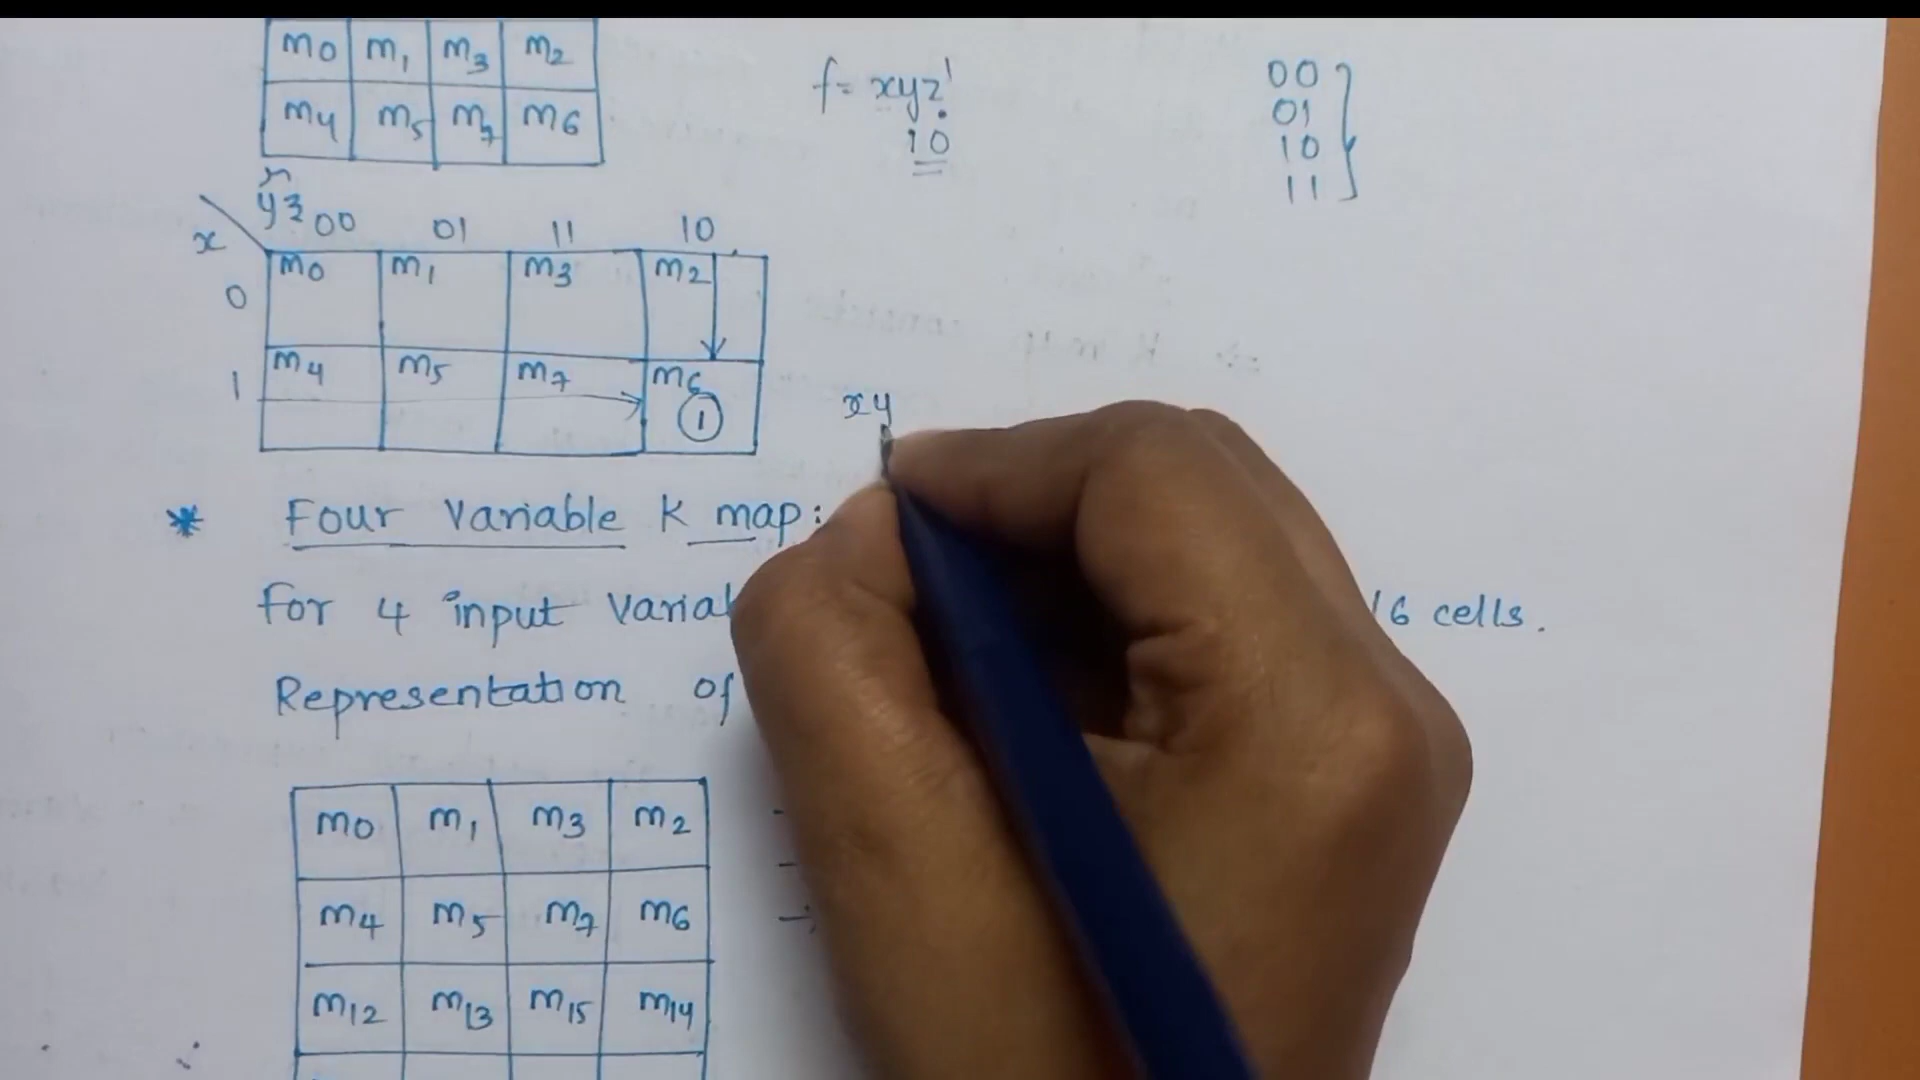 m0 m1 m3 m2
m4 m5 m7 m6
f = xyz'
10
00
01
10
11
x yz 00 01 11 10
0 m0 m1 m3 m2
1 m4 m5 m7 m6
1
xy
* Four Variable K map:
For 4 input 16 cells.
Representation of
m0 m1 m3 m2
m4 m5 m7 m6
m12 m13 m15 m14